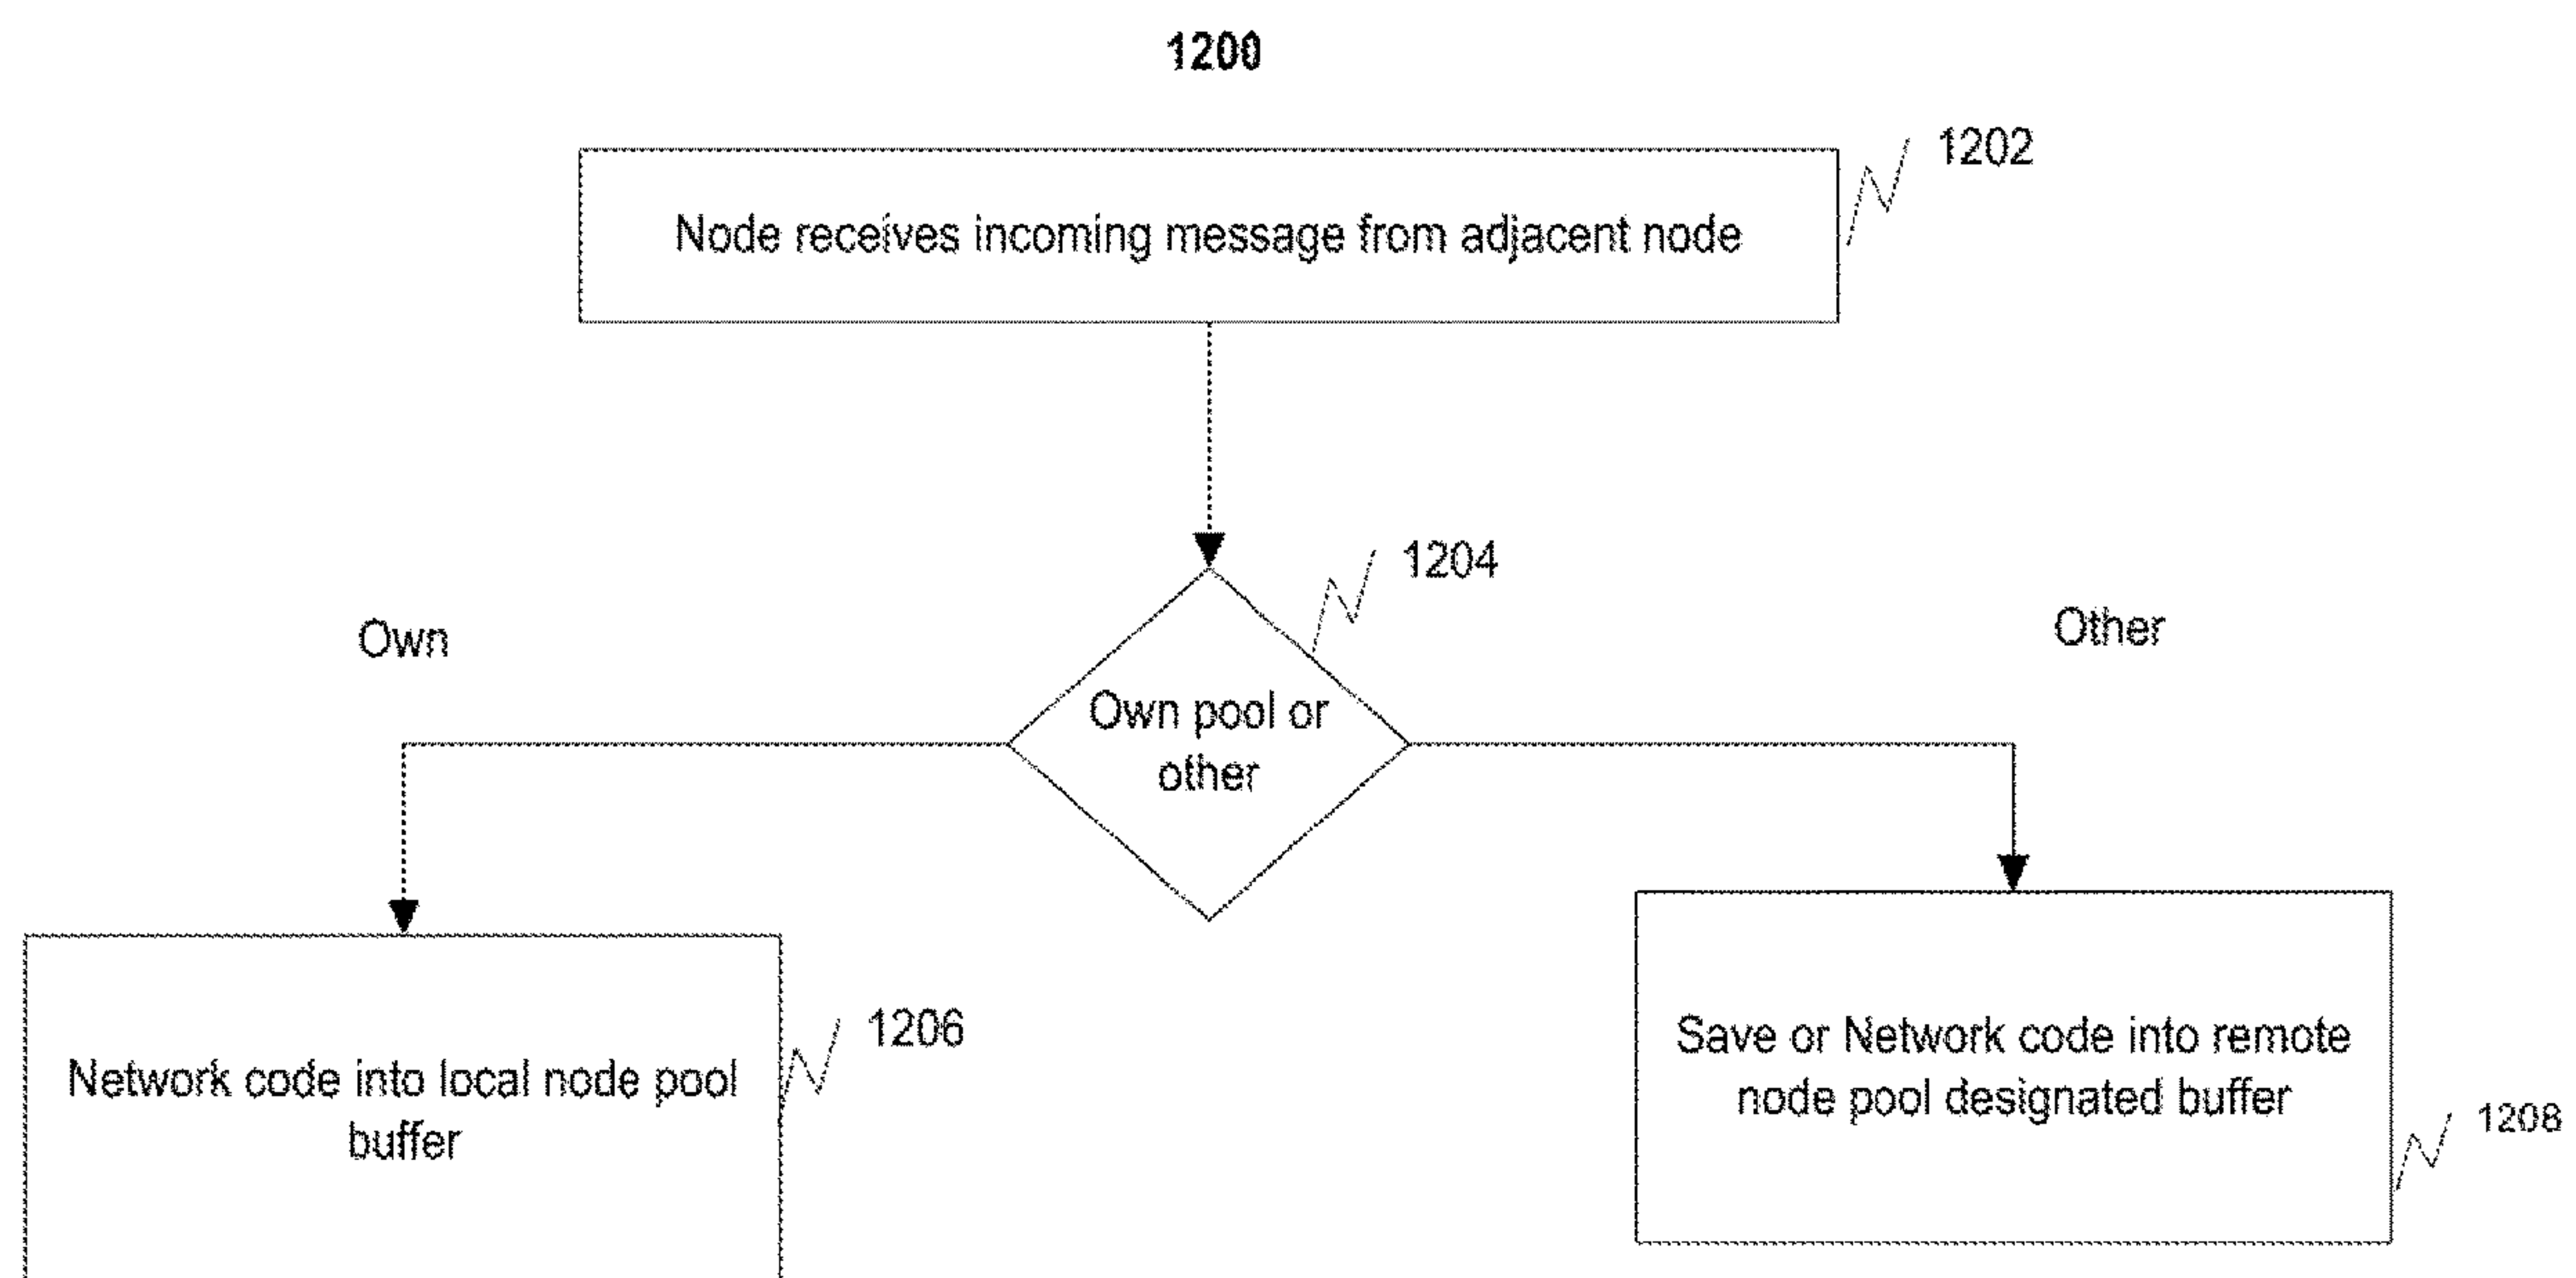 1200
1202
Node receives incoming message from adjacent node
1204
Own
Other
Own pool or
other
1206
Network code into local node pool
buffer
Save or Network code into remote
node pool designated buffer
1208